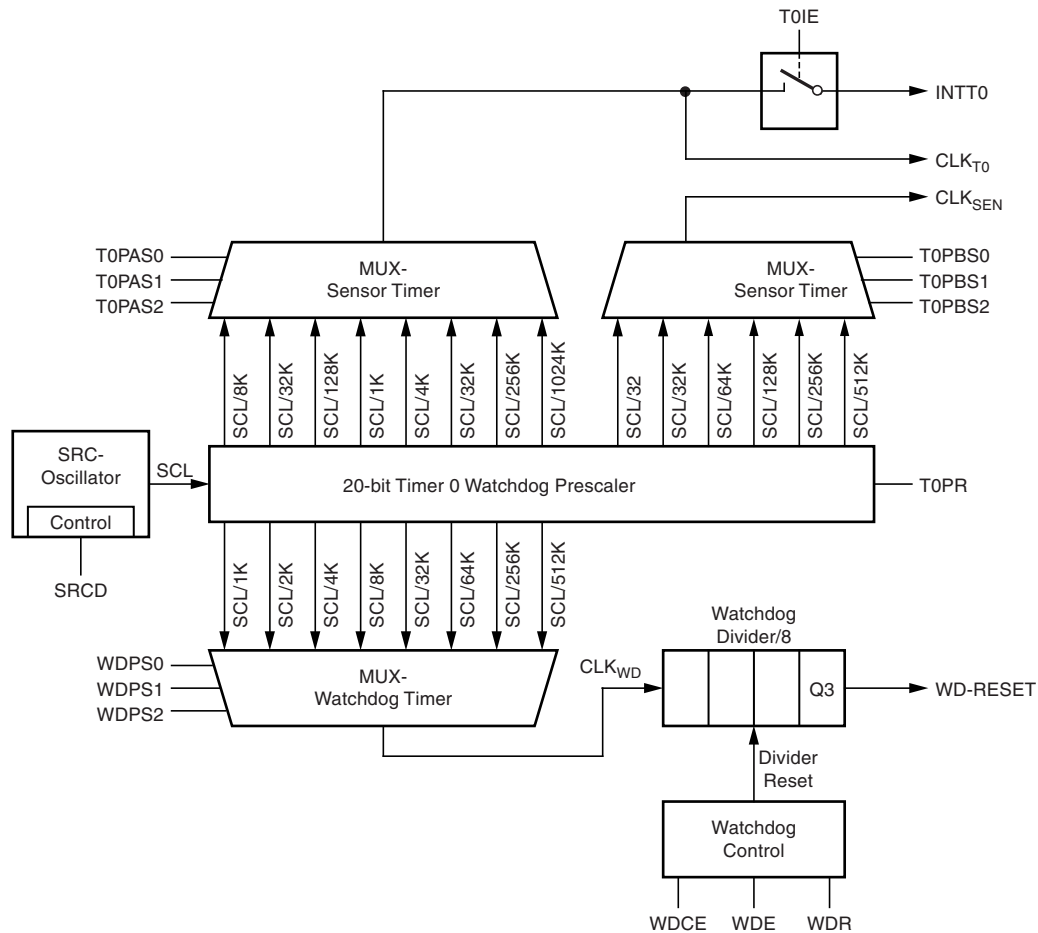 T0IE
INTT0
CLKT0
CLKSEN
T0PAS0
T0PAS1
T0PAS2
MUX-
Sensor Timer
MUX-
Sensor Timer
T0PBS0
T0PBS1
T0PBS2
SCL/8K
SCL/32K
SCL/128K
SCL/1K
SCL/4K
SCL/32K
SCL/256K
SCL/1024K
SCL/32
SCL/32K
SCL/64K
SCL/128K
SCL/256K
SCL/512K
SRC-
Oscillator
Control
SCL
20-bit Timer 0 Watchdog Prescaler
T0PR
SRCD
SCL/1K
SCL/2K
SCL/4K
SCL/8K
SCL/32K
SCL/64K
SCL/256K
SCL/512K
WDPS0
WDPS1
WDPS2
MUX-
Watchdog Timer
CLKWD
Watchdog
Divider/8
Q3
WD-RESET
Divider
Reset
Watchdog
Control
WDCE
WDE
WDR